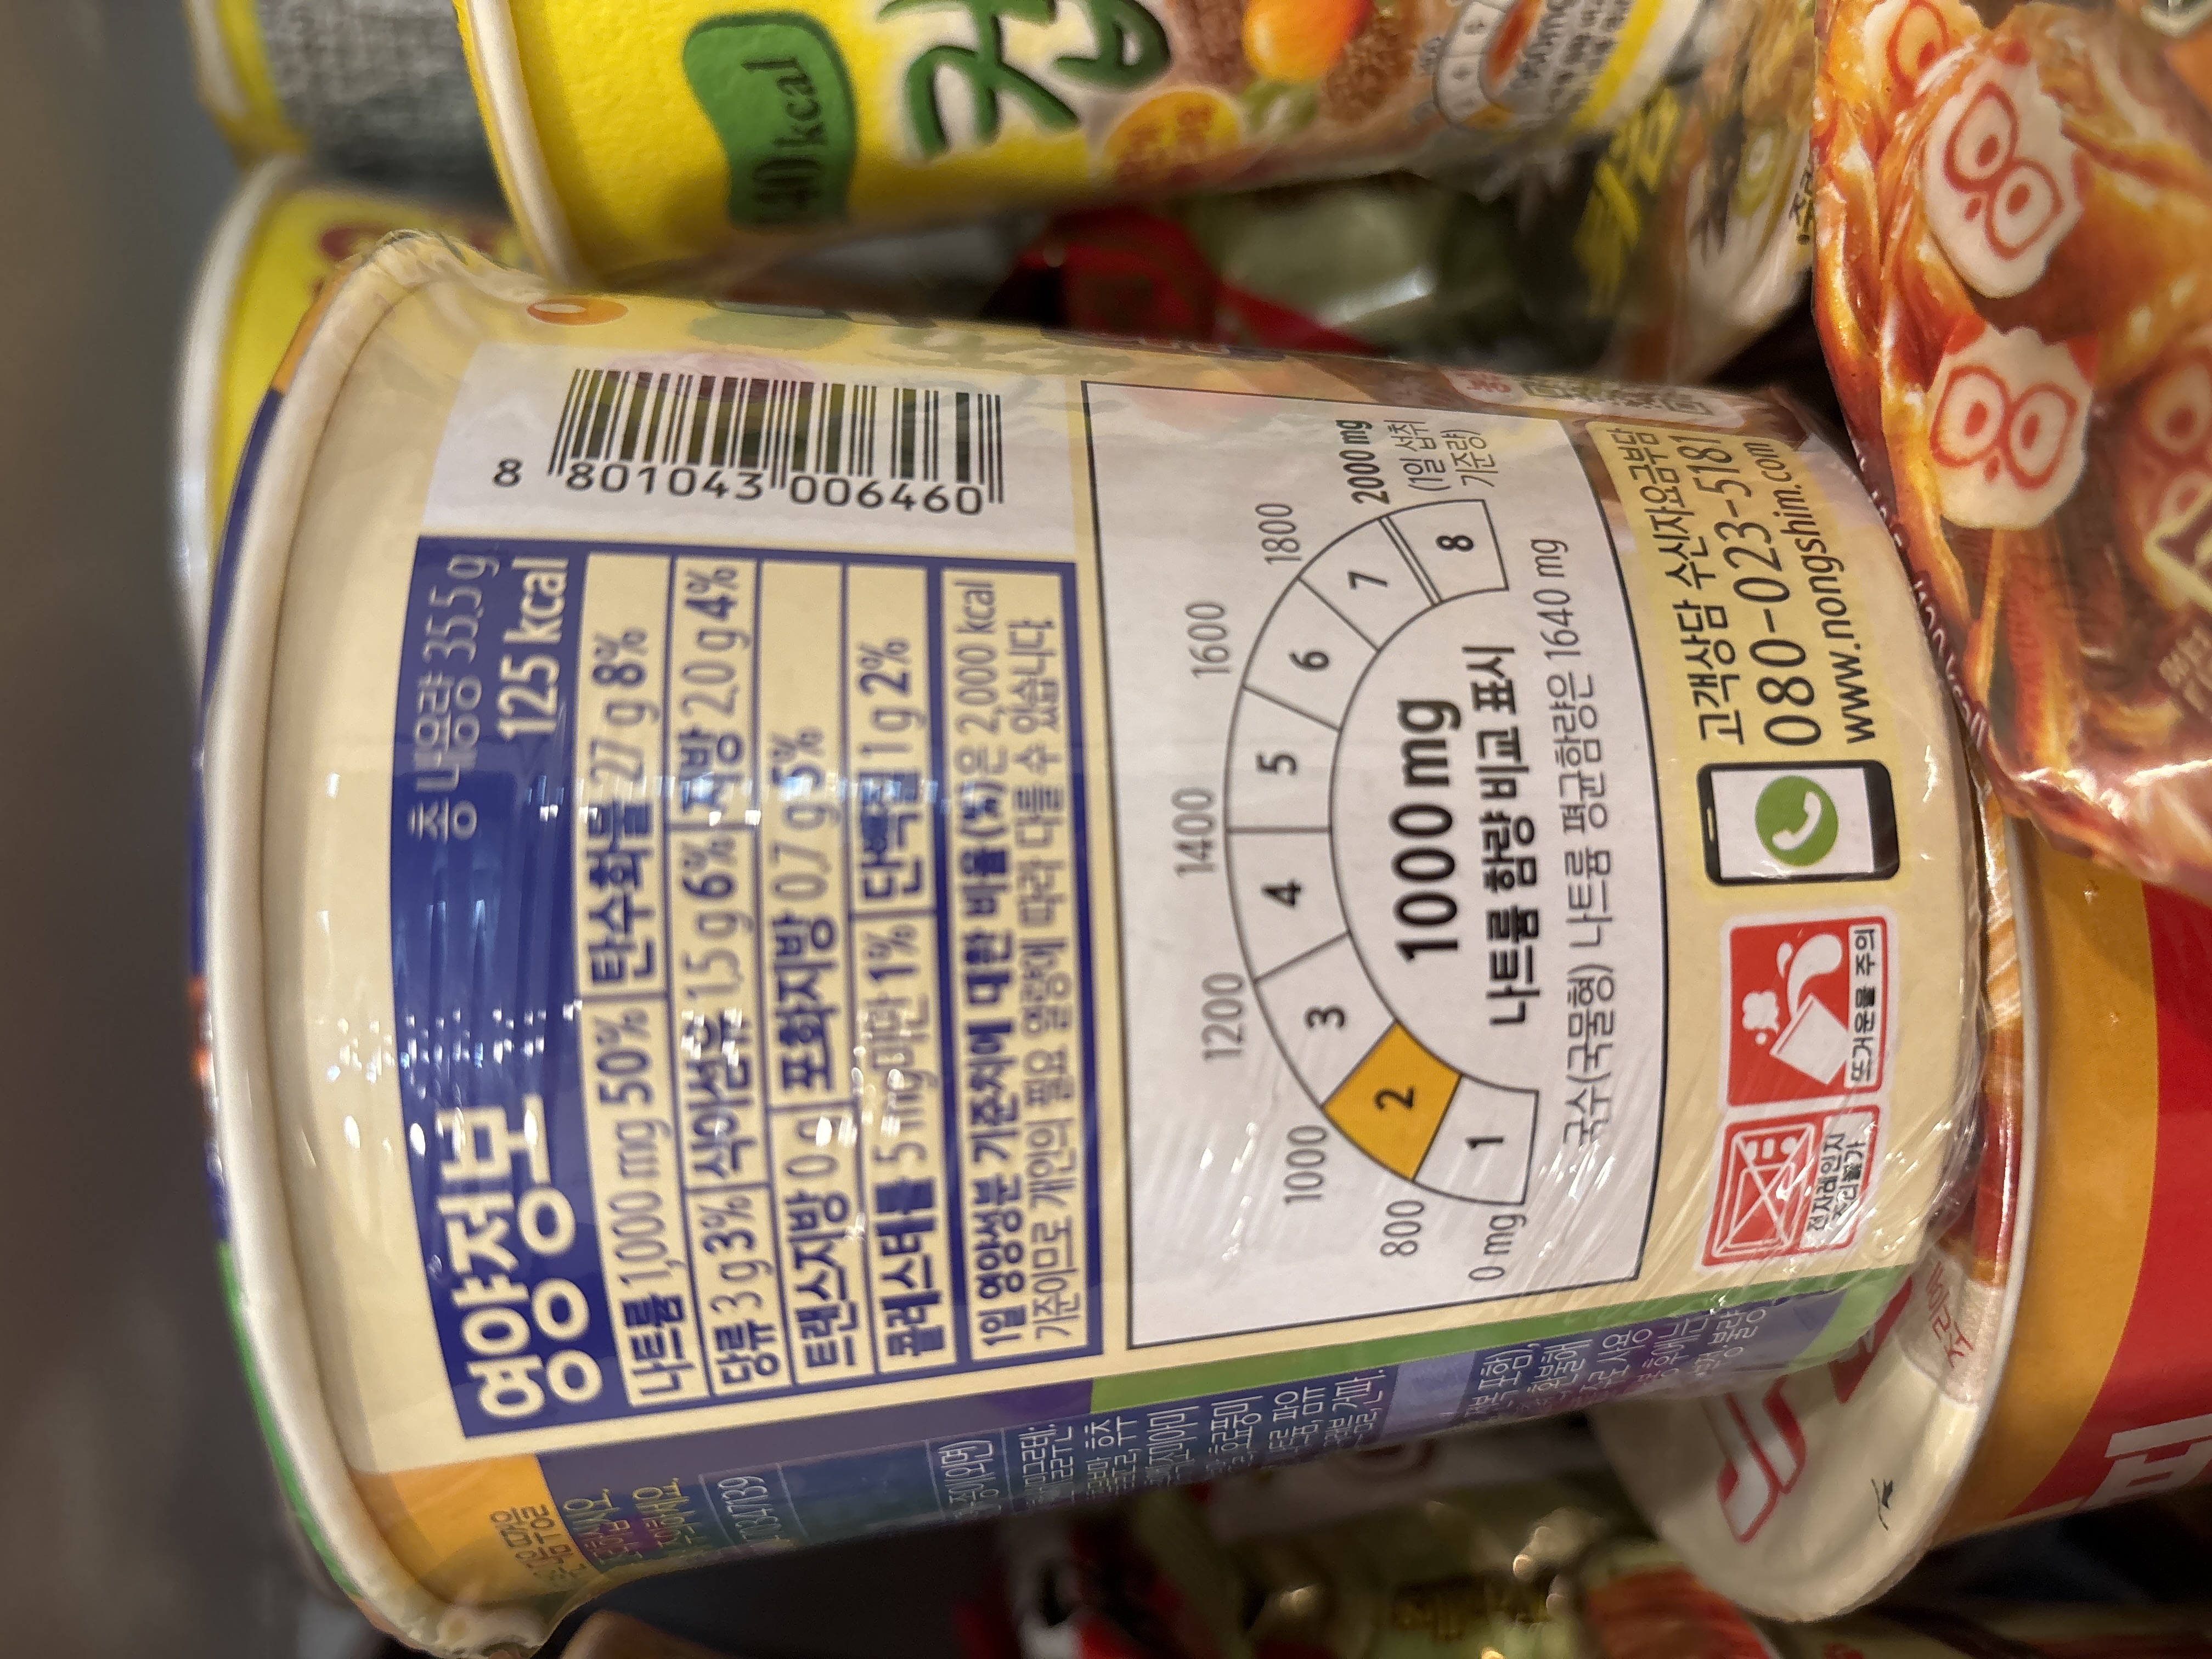 영양정보
총 내용량 35.5 g
125 kcal
나트륨 1,000 mg 50% 탄수화물 27 g 8%
당류 3 g 3% 식이섬유 1.5 g 6% 지방 2.0 g 4%
트랜스지방 0 g 포화지방 0.7 g 5%
콜레스테롤 5 mg미만 1% 단백질 1 g 2%
1일 영양성분 기준치에 대한 비율(%)은 2,000 kcal
기준이므로 개인의 필요 열량에 따라 다를 수 있습니다.
8 801043 006460
0 mg 800 1000 1200 1400 1600 1800 2000 mg
(1일 섭취
기준량)
1 2 3 4 5 6 7 8
1000 mg
나트륨 함량 비교 표시
국수(국물형) 나트륨 평균함량은 1640 mg
전자레인지
조리불가
뜨거운물 주의
고객상담 수신자요금부담
080-023-5181
www.nongshim.com
kcal
컵